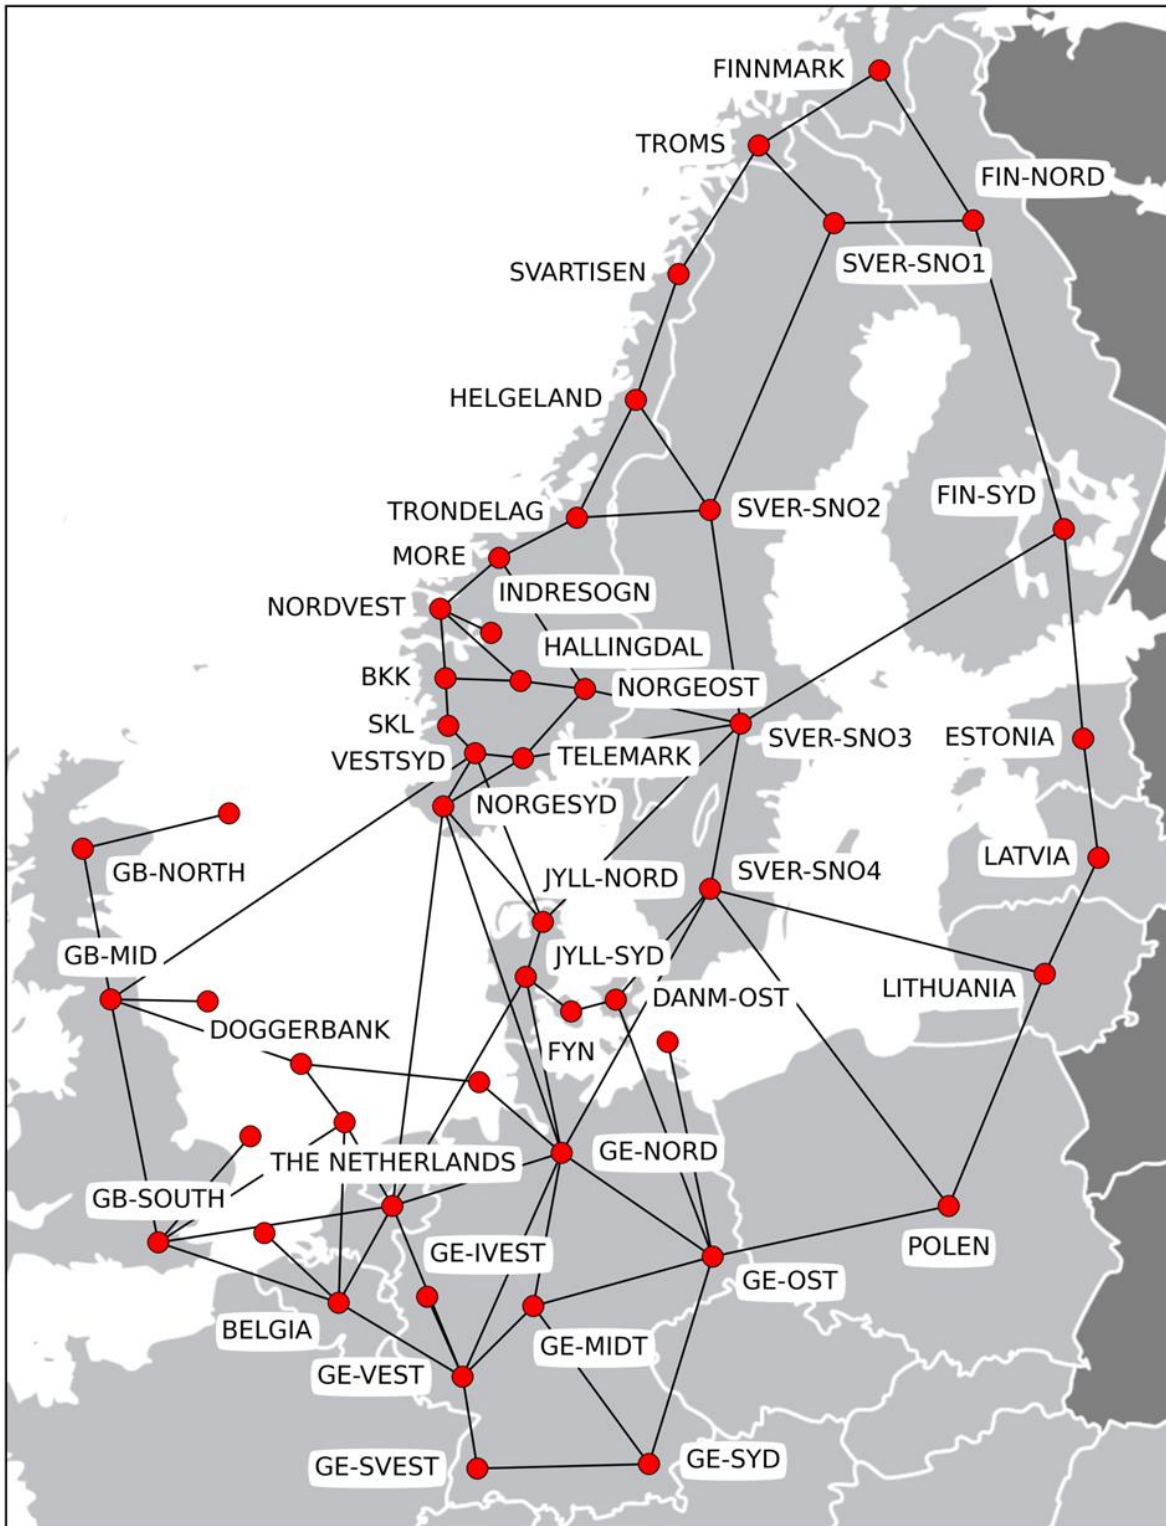 FINNMARK
TROMS
FIN-NORD
SVER-SNO1
SVARTISEN
HELGELAND
FIN-SYD
TRONDELAG
SVER-SNO2
MORE
INDRESOGN
NORDVEST
HALLINGDAL
BKK
NORGEOST
SKL
SVER-SNO3
ESTONIA
VESTSYD
TELEMARK
NORGESYD
LATVIA
GB-NORTH
JYLL-NORD
SVER-SNO4
GB-MID
JYLL-SYD
LITHUANIA
DANM-OST
DOGGERBANK
FYN
GE-NORD
THE NETHERLANDS
GB-SOUTH
POLEN
GE-IVEST
GE-OST
BELGIA
GE-MIDT
GE-VEST
GE-SYD
GE-SVEST